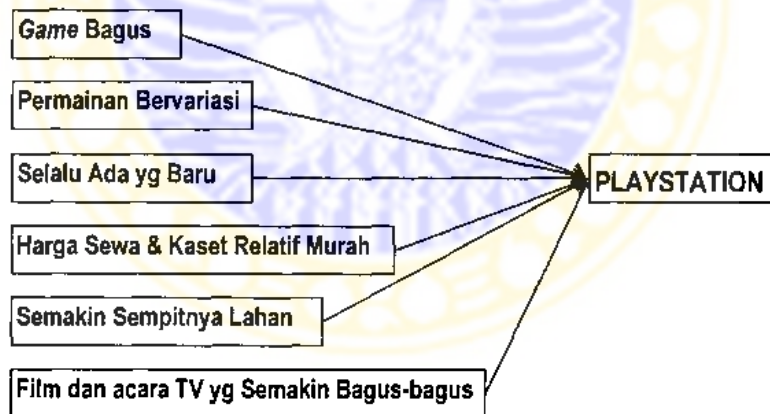 Game Bagus
Permainan Bervariasi
Selalu Ada yg Baru
PLAYSTATION
Harga Sewa & Kaset Relatif Murah
Semakin Sempitnya Lahan
Film dan acara TV yg Semakin Bagus-bagus